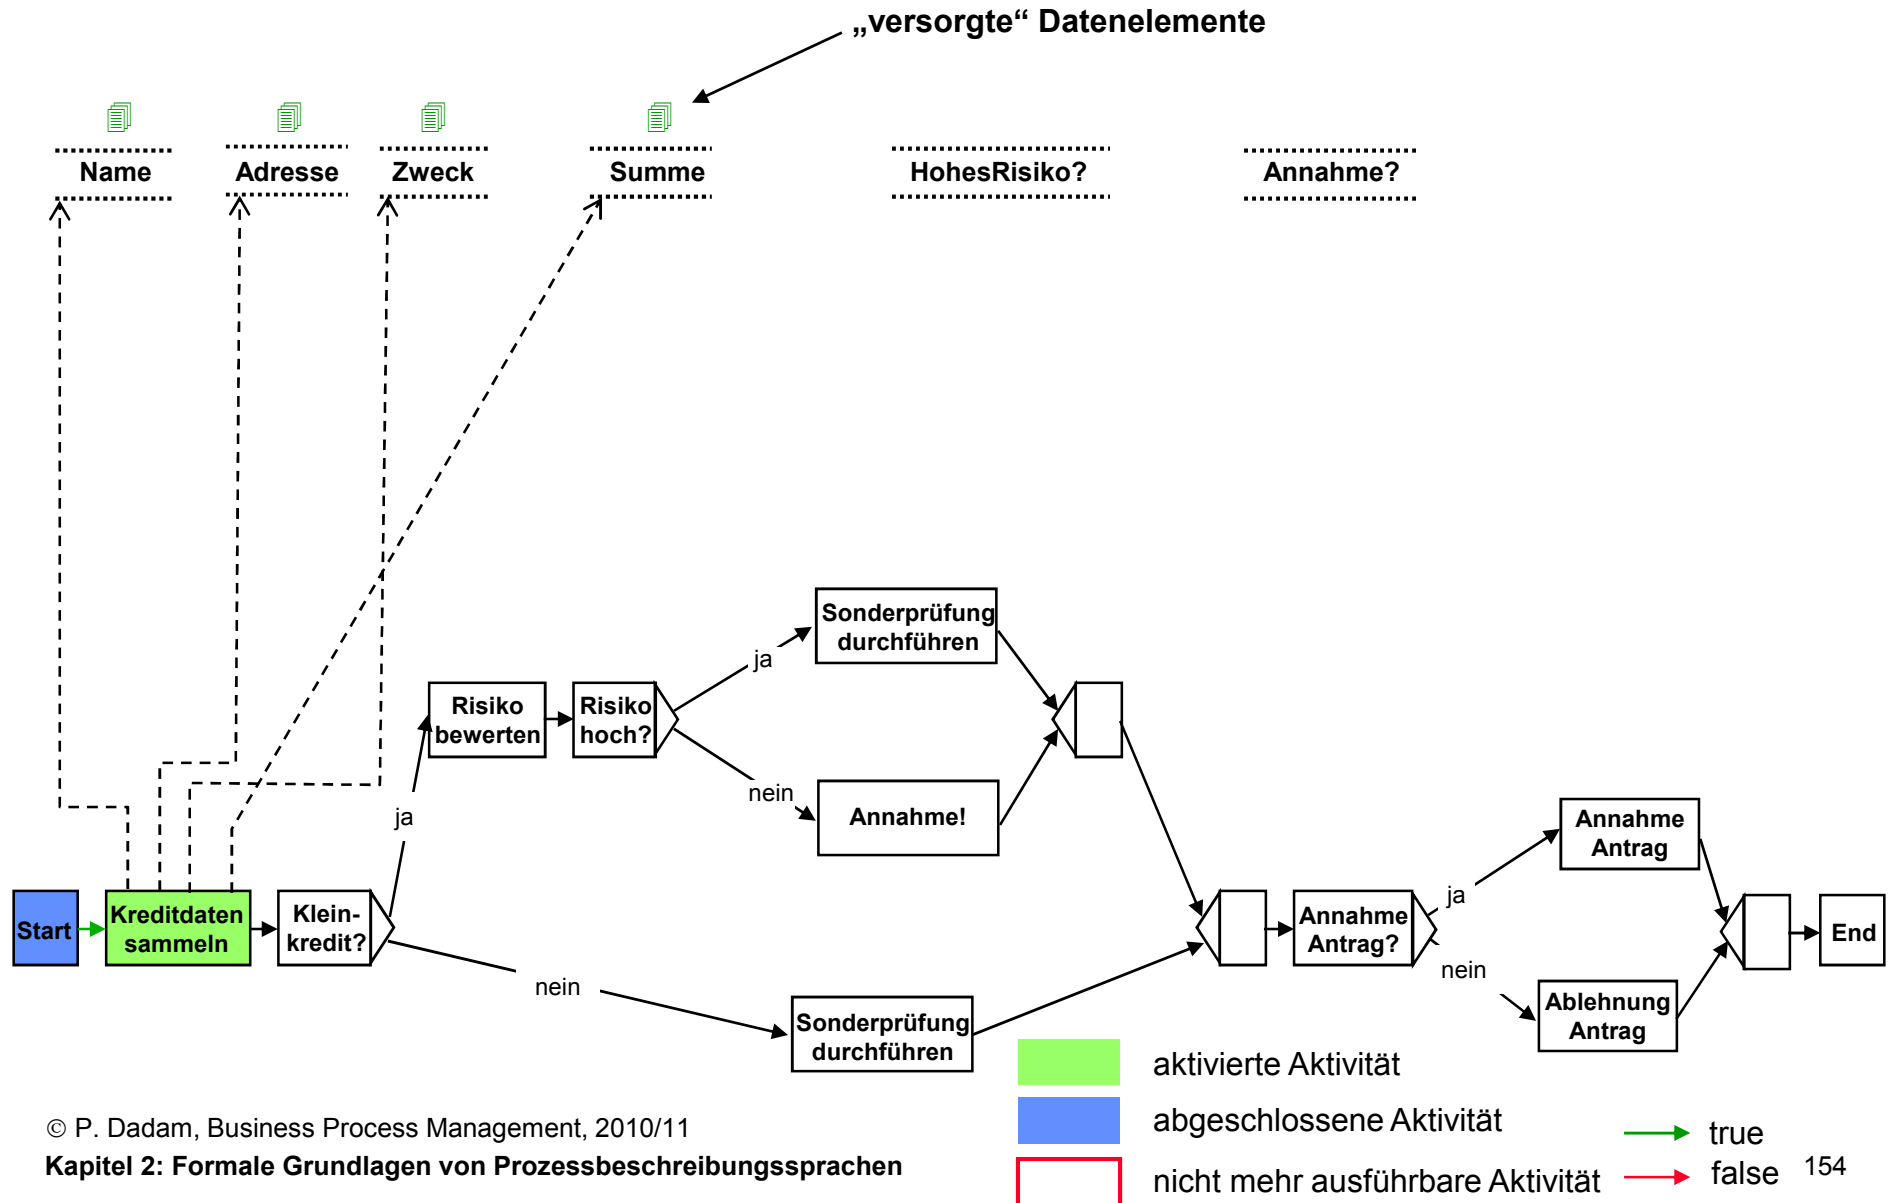 „versorgte“ Datenelemente
Name
Adresse
Zweck
Summe
HohesRisiko?
Annahme?
Sonderprüfung
durchführen
ja
Risiko
bewerten
Risiko
hoch?
nein
Annahme!
ja
Start
Kreditdaten
sammeln
Klein-
kredit?
nein
Sonderprüfung
durchführen
Annahme
Antrag?
ja
Annahme
Antrag
nein
Ablehnung
Antrag
End
aktivierte Aktivität
abgeschlossene Aktivität
nicht mehr ausführbare Aktivität
true
false
© P. Dadam, Business Process Management, 2010/11
Kapitel 2: Formale Grundlagen von Prozessbeschreibungssprachen
154